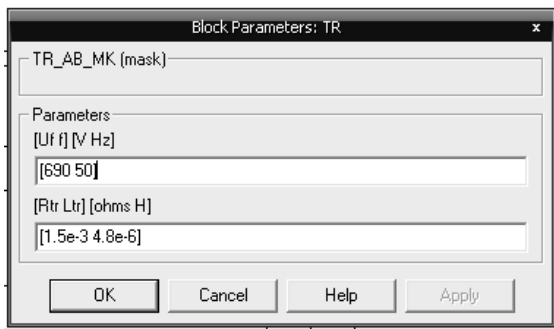 Block Parameters: TR x
TR_AB_MK (mask)
Parameters
[Uf f] [V Hz]
[690 50]
[Rtr Ltr] [ohms H]
[1.5e-3 4.8e-6]
OK Cancel Help Apply